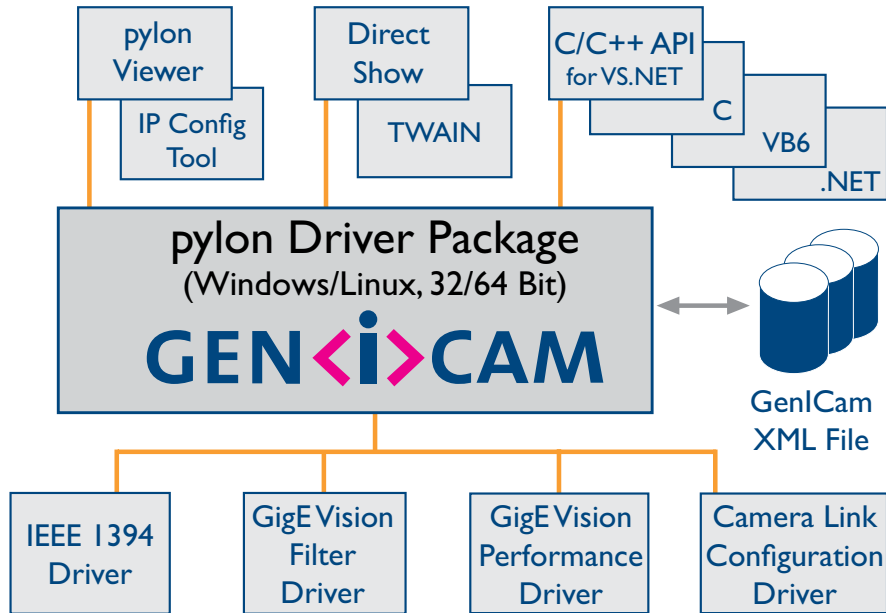 pylon
Viewer
IP Config
Tool
Direct
Show
TWAIN
C/C++ API
for VS.NET
C
VB6
.NET
pylon Driver Package
(Windows/Linux, 32/64 Bit)
GEN<i>CAM
GenICam
XML File
IEEE 1394
Driver
GigE Vision
Filter
Driver
GigE Vision
Performance
Driver
Camera Link
Configuration
Driver